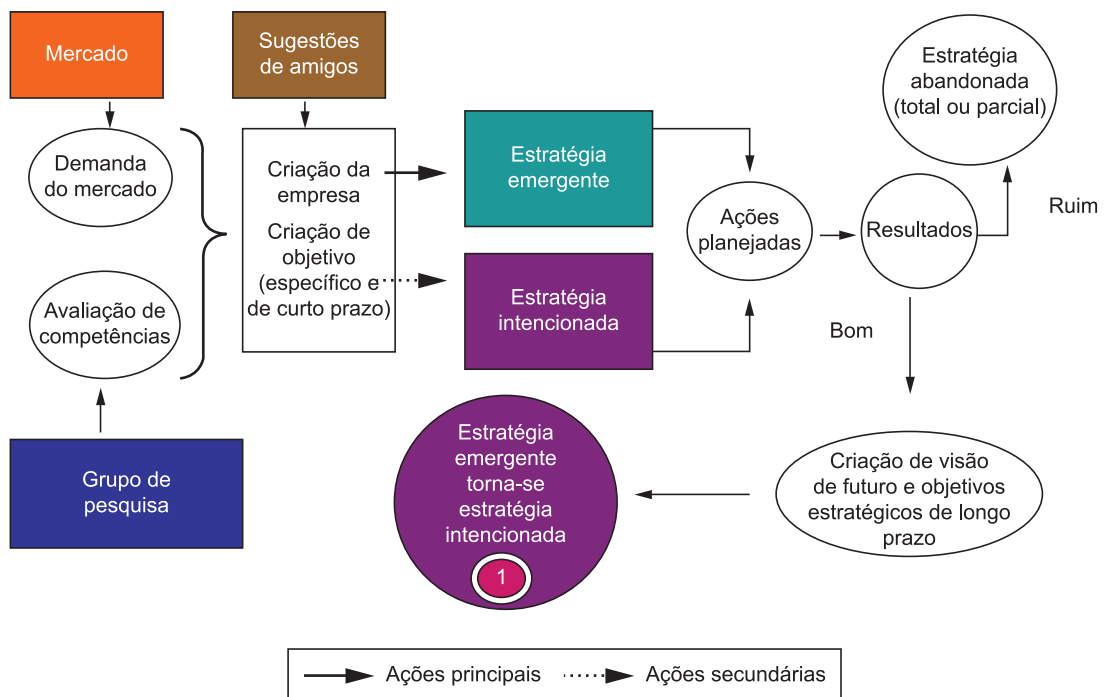 Mercado
Sugestões
de amigos
Demanda
do mercado
Avaliação de
competências
Grupo de
pesquisa
Criação da
empresa
Criação de
objetivo
(específico e
de curto prazo)
Estratégia
emergente
Estratégia
intencionada
Ações
planejadas
Resultados
Estratégia
abandonada
(total ou parcial)
Ruim
Bom
Criação de visão
de futuro e objetivos
estratégicos de longo
prazo
Estratégia
emergente
torna-se
estratégia
intencionada
1
Ações principais
Ações secundárias